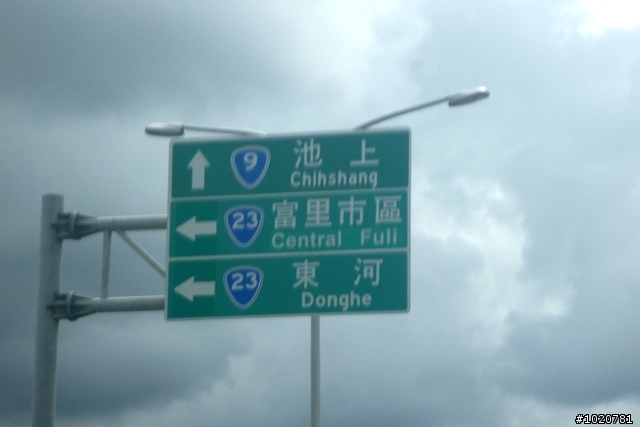 9 池上
Chihshang
23 富里市區
Central Fuli
23 東河
Donghe
#1020781